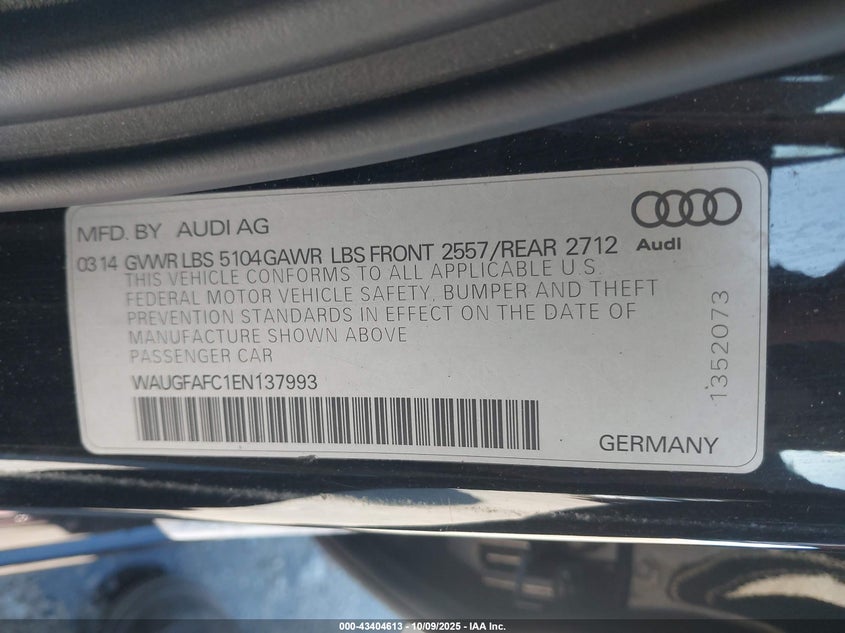 MFD. BY AUDI AG
0314 GVWR LBS 5104 GAWR LBS FRONT 2557/REAR 2712
THIS VEHICLE CONFORMS TO ALL APPLICABLE U.S.
FEDERAL MOTOR VEHICLE SAFETY, BUMPER AND THEFT
PREVENTION STANDARDS IN EFFECT ON THE DATE OF
MANUFACTURE SHOWN ABOVE
PASSENGER CAR
WAUGFAFC1EN137993
GERMANY
Audi
1352073
000-43404613 - 10/09/2025 - IAA Inc.